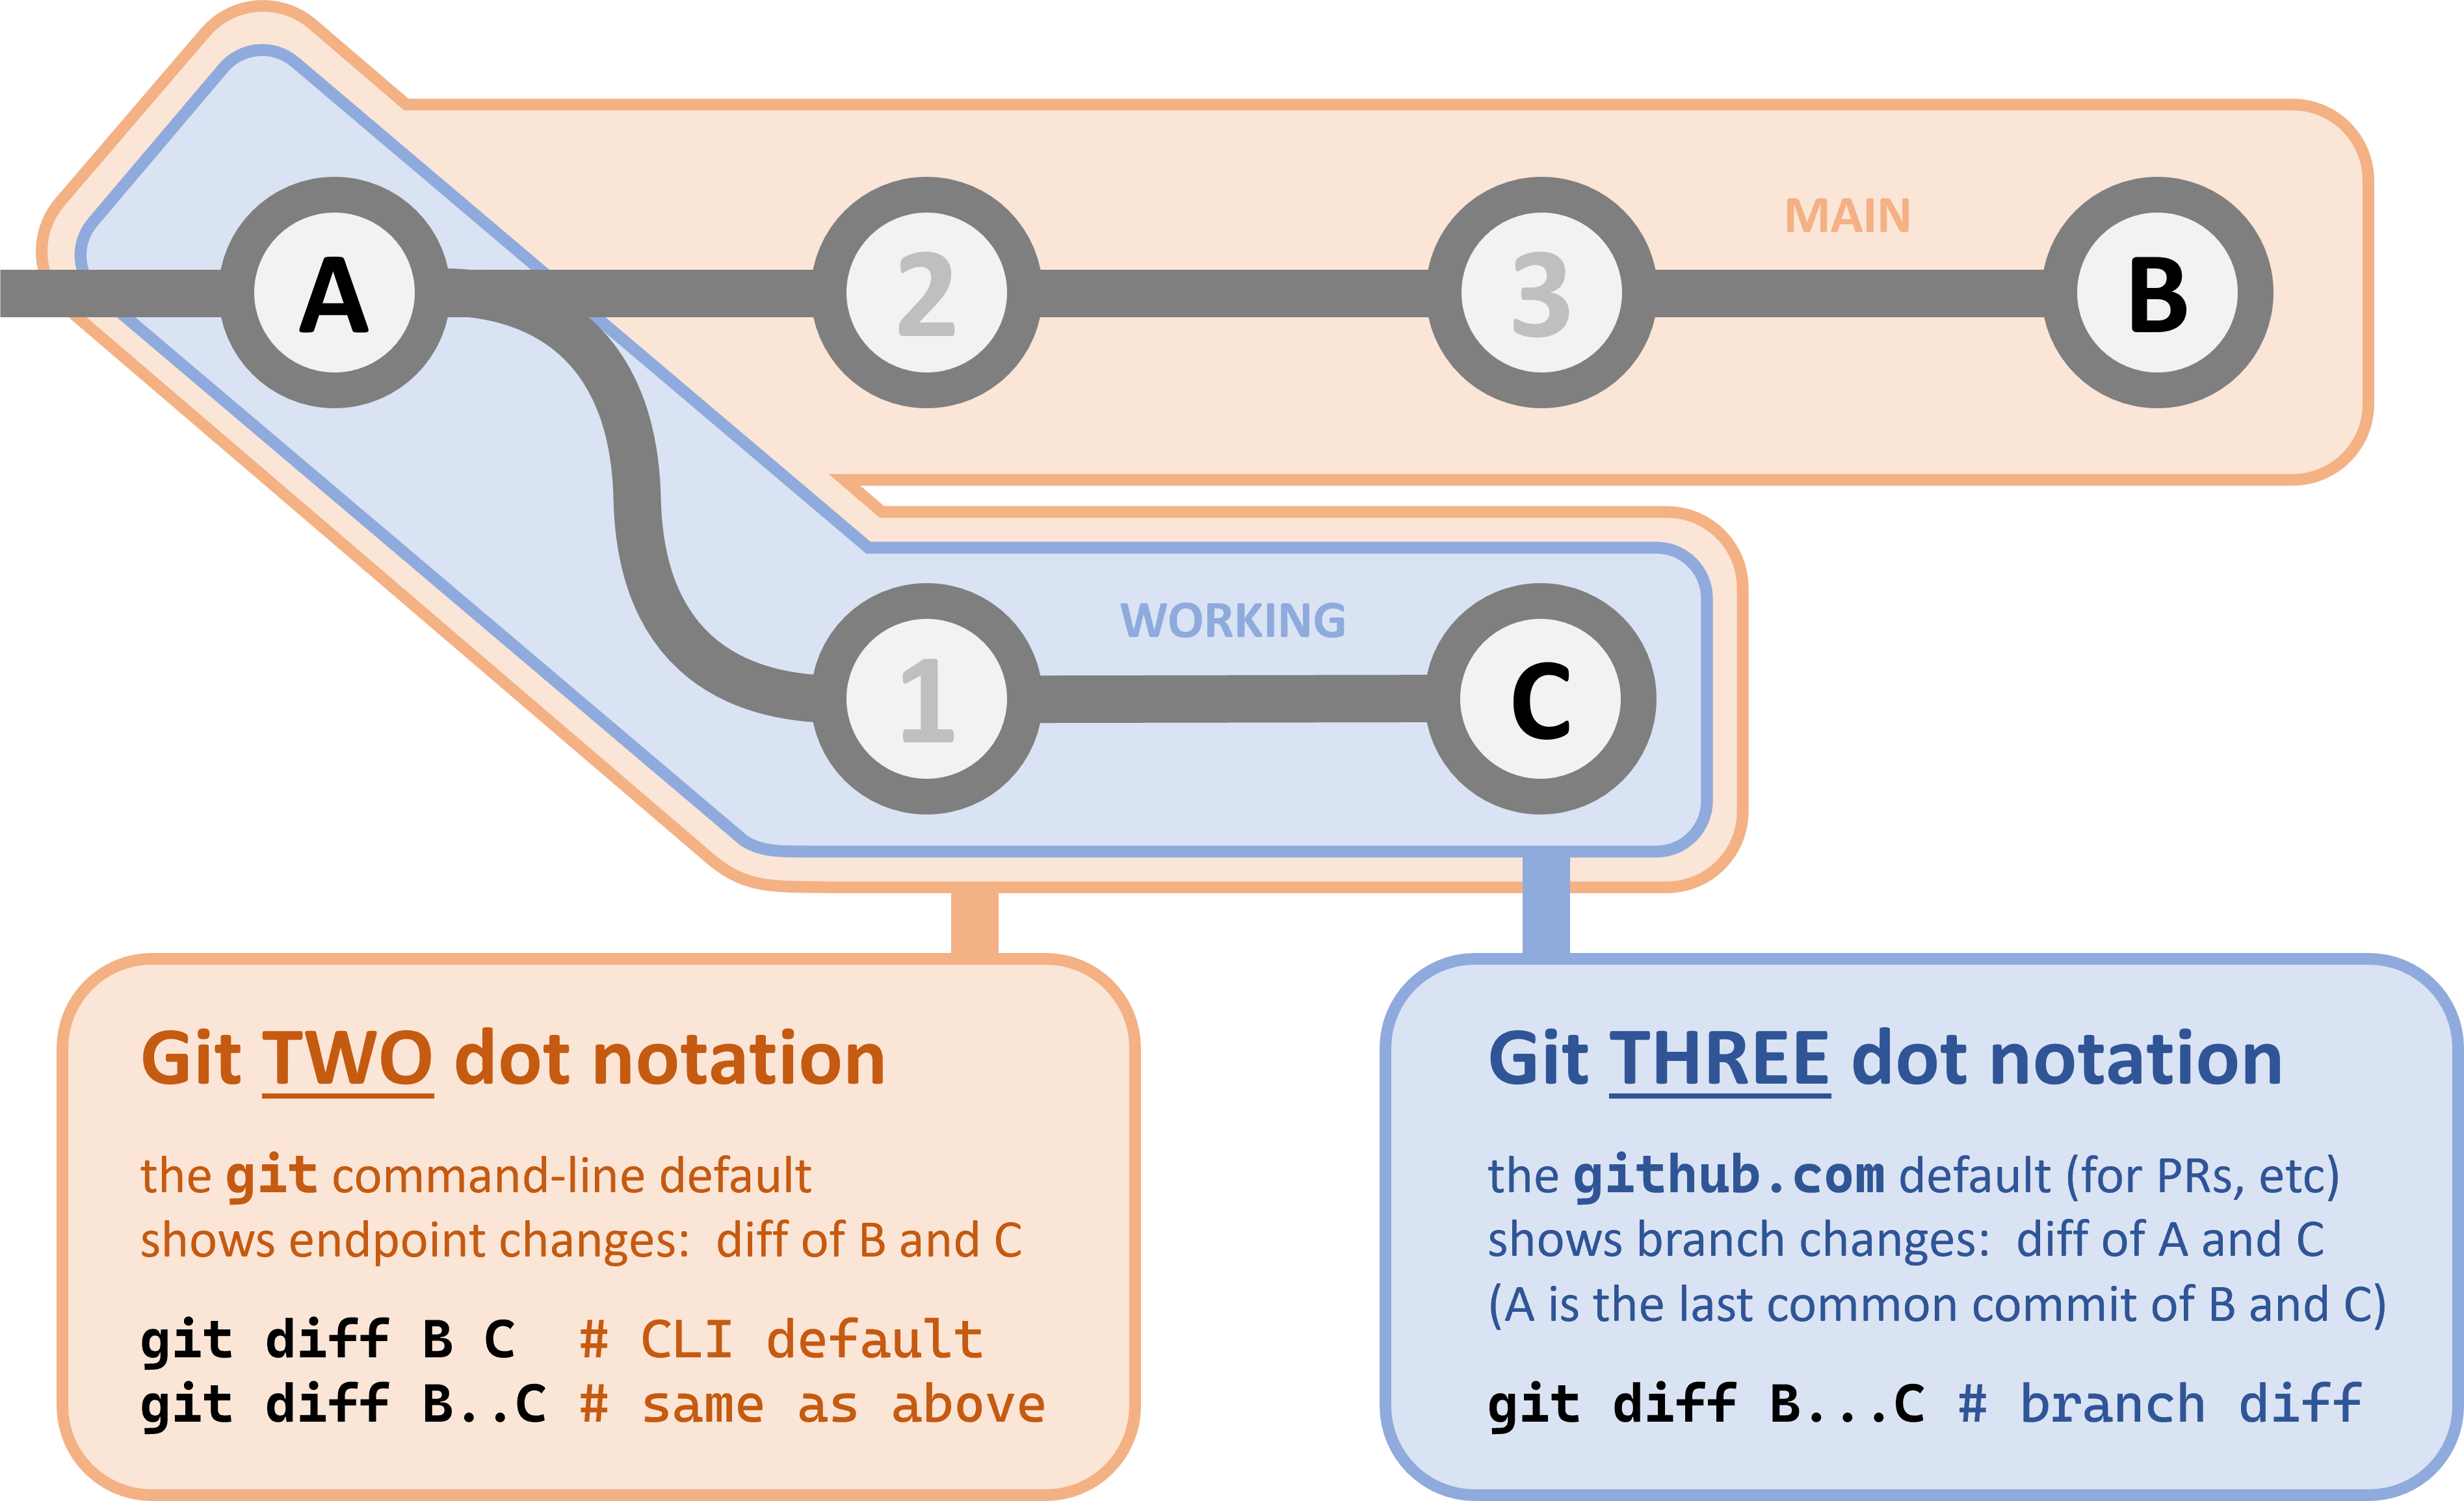 MAIN
A
2
3
B
WORKING
1
C
Git TWO dot notation
the git command-line default
shows endpoint changes: diff of B and C
git diff B C # CLI default
git diff B..C # same as above
Git THREE dot notation
the github.com default (for PRs, etc)
shows branch changes: diff of A and C
(A is the last common commit of B and C)
git diff B...C # branch diff